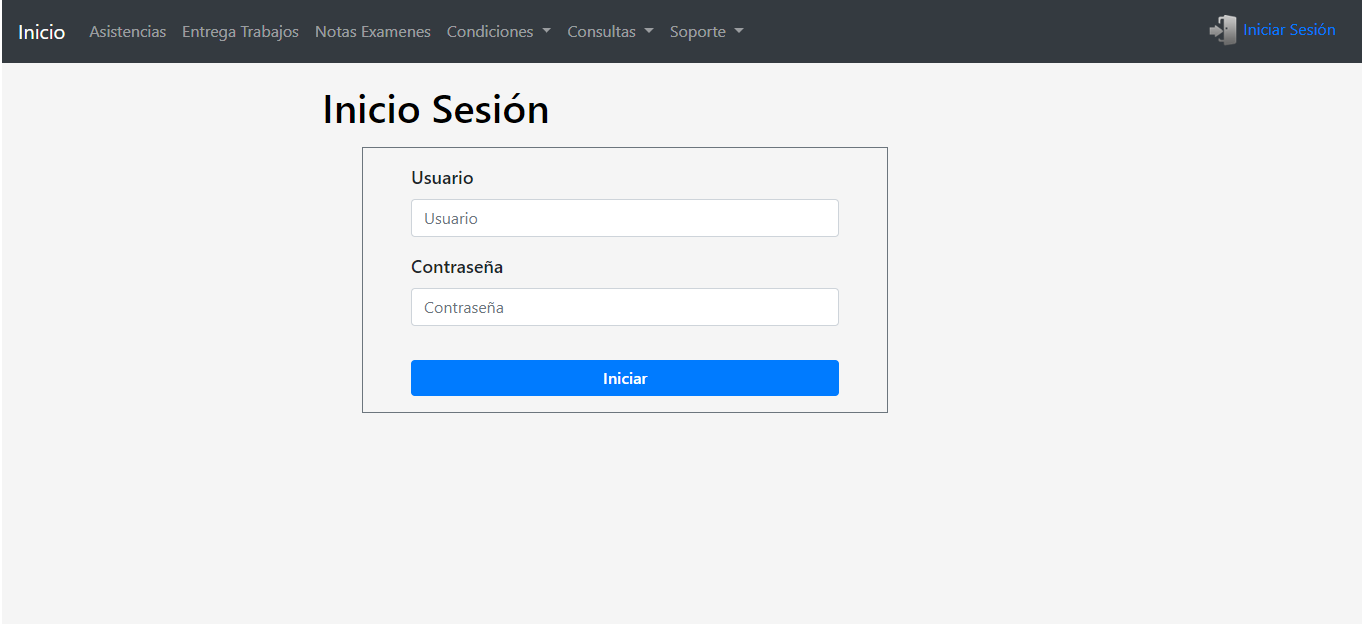 Inicio Asistencias Entrega Trabajos Notas Examenes Condiciones Consultas Soporte Iniciar Sesión
Inicio Sesión
Usuario
Usuario
Contraseña
Contraseña
Iniciar